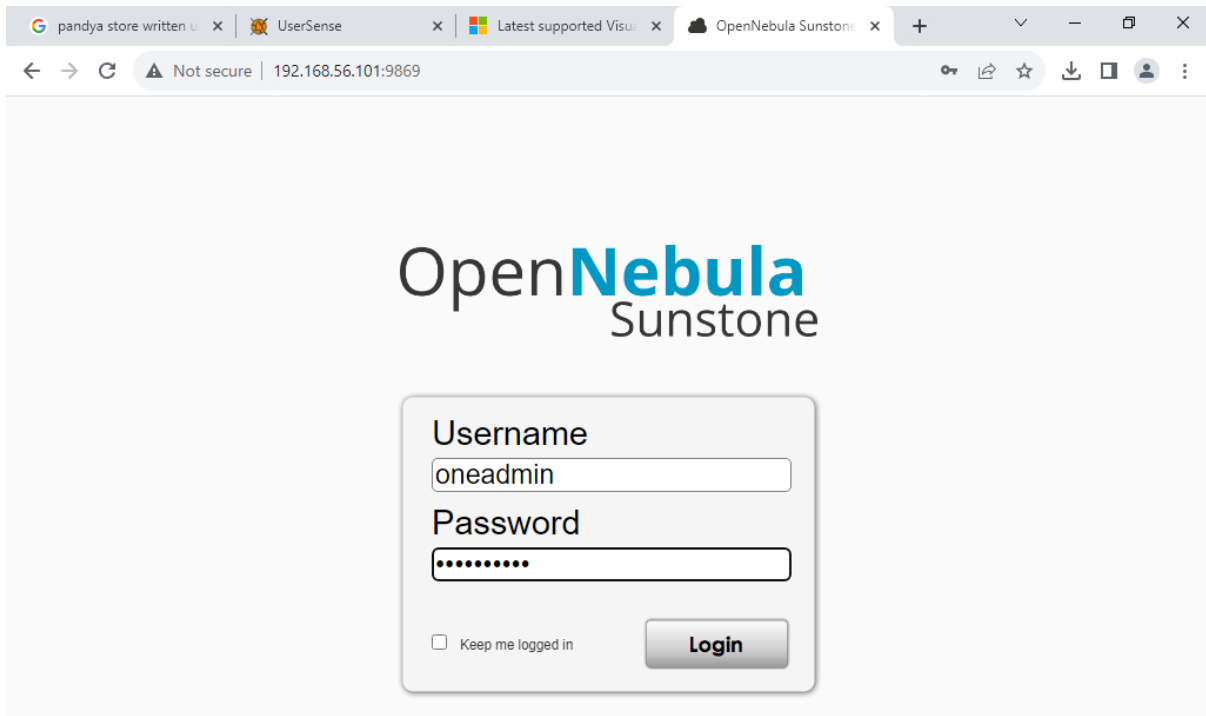 pandya store written u
UserSense
Latest supported Visua
OpenNebula Sunstone
Not secure
192.168.56.101:9869
OpenNebula
Sunstone
Username
oneadmin
Password
••••••••••
Keep me logged in
Login